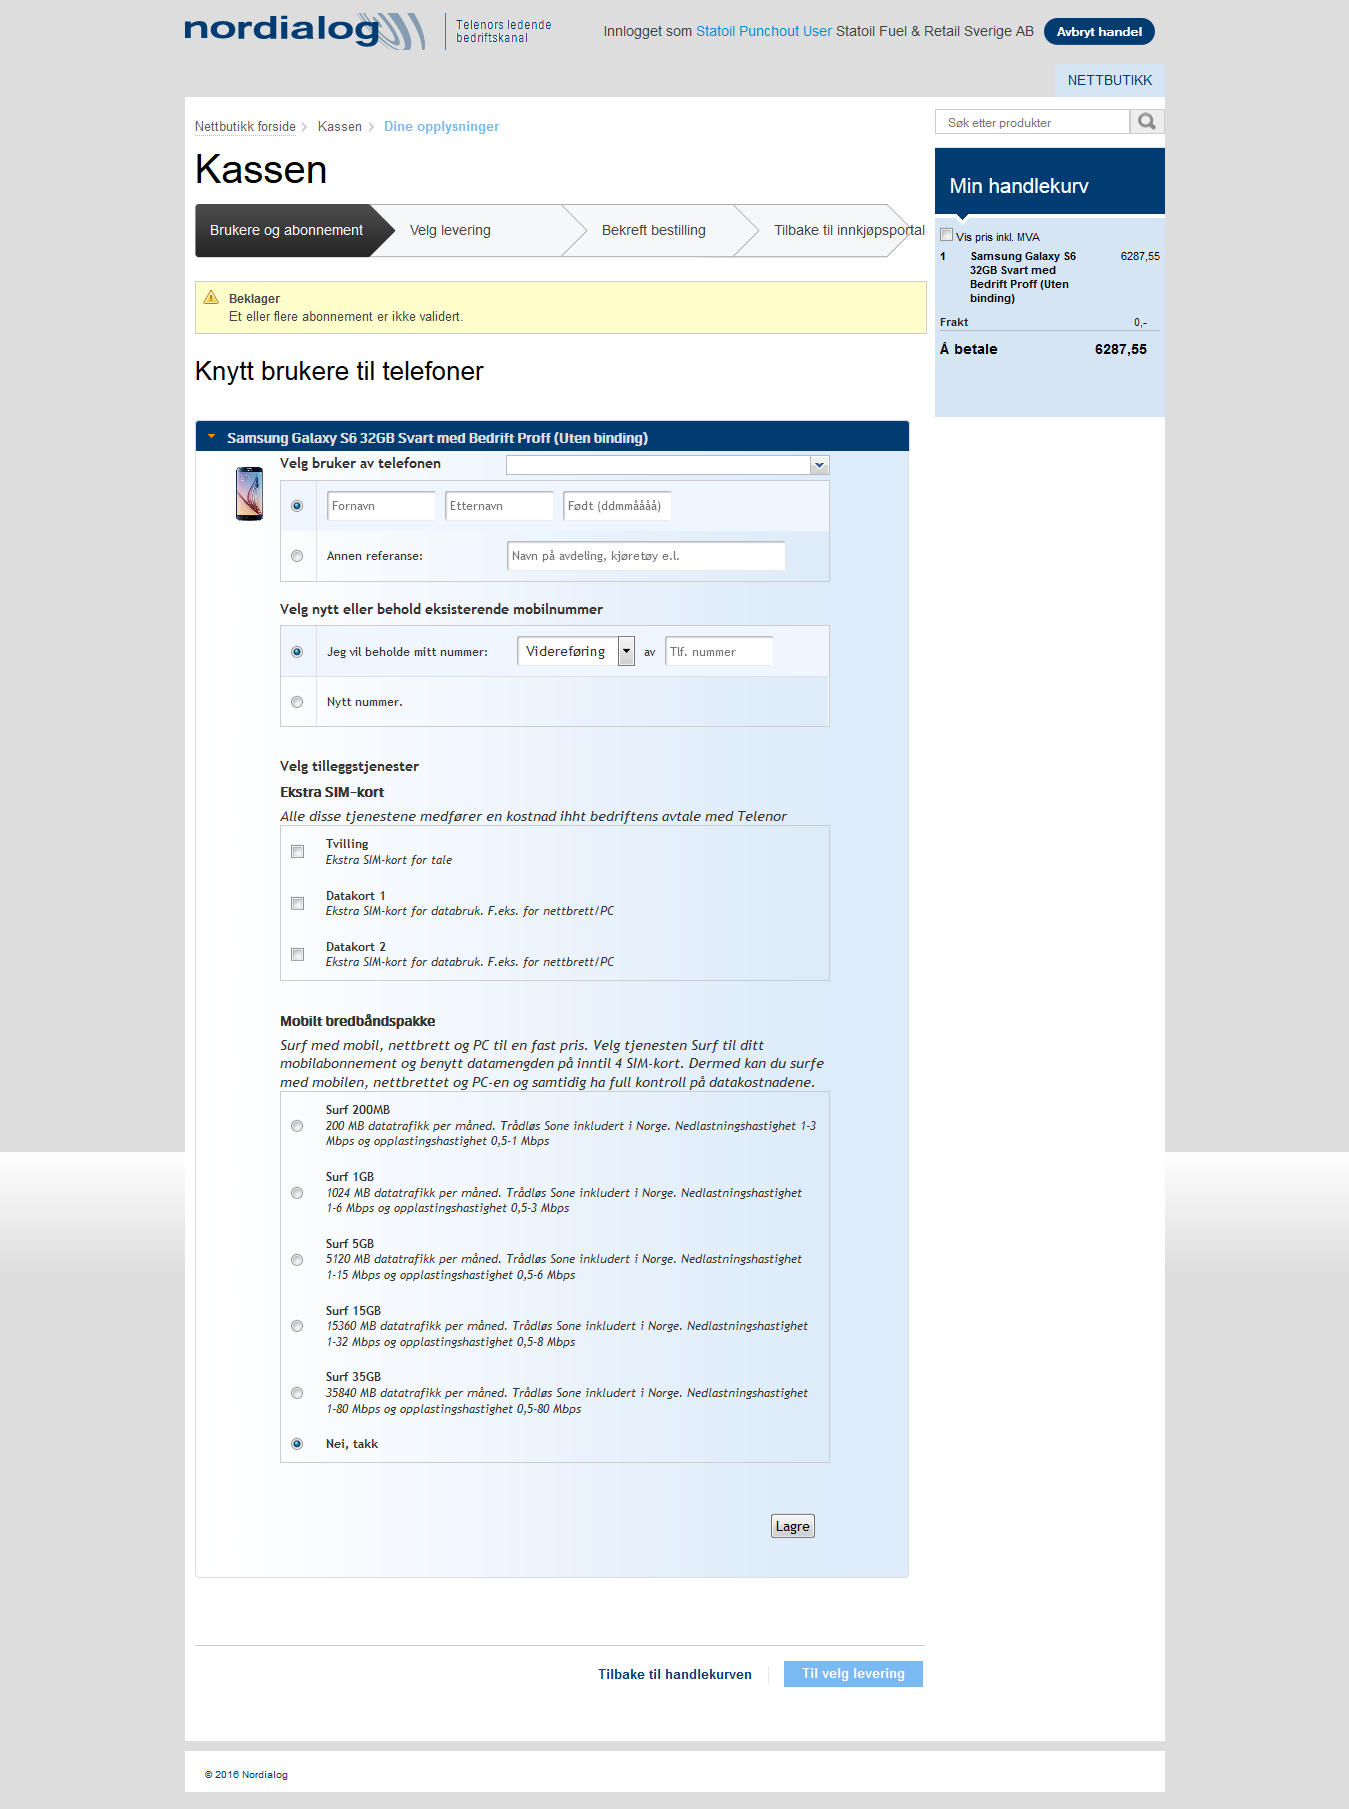 nordialog
Telenors ledende
bedriftskanal
Innlogget som Statoil Punchout User Statoil Fuel & Retail Sverige AB
Avbryt handel
NETTBUTIKK
Nettbutikk forside
Kassen
Dine opplysninger
Søk etter produkter
Kassen
Min handlekurv
Brukere og abonnement
Velg levering
Bekreft bestilling
Tilbake til innkjøpsportal
Vis pris inkl. MVA
1 Samsung Galaxy S6 6287,55
32GB Svart med
Bedrift Proff (Uten
binding)
Frakt 0,-
Å betale 6287,55
Beklager
Et eller flere abonnement er ikke validert.
Knytt brukere til telefoner
Samsung Galaxy S6 32GB Svart med Bedrift Proff (Uten binding)
Velg bruker av telefonen
Fornavn Etternavn Født (ddmmåååå)
Annen referanse: Navn på avdeling, kjøretøy e.l.
Velg nytt eller behold eksisterende mobilnummer
Jeg vil beholde mitt nummer: Videreføring av Tlf. nummer
Nytt nummer.
Velg tilleggstjenester
Ekstra SIM-kort
Alle disse tjenestene medfører en kostnad ihht bedriftens avtale med Telenor
Tvilling
Ekstra SIM-kort for tale
Datakort 1
Ekstra SIM-kort for databruk. F.eks. for nettbrett/PC
Datakort 2
Ekstra SIM-kort for databruk. F.eks. for nettbrett/PC
Mobilt bredbåndspakke
Surf med mobil, nettbrett og PC til en fast pris. Velg tjenesten Surf til ditt
mobilabonnement og benytt datamengden på inntil 4 SIM-kort. Dermed kan du surfe
med mobilen, nettbrettet og PC-en og samtidig ha full kontroll på datakostnadene.
Surf 200MB
200 MB datatrafikk per måned. Trådløs Sone inkludert i Norge. Nedlastningshastighet 1-3
Mbps og opplastingshastighet 0,5-1 Mbps
Surf 1GB
1024 MB datatrafikk per måned. Trådløs Sone inkludert i Norge. Nedlastningshastighet
1-6 Mbps og opplastingshastighet 0,5-3 Mbps
Surf 5GB
5120 MB datatrafikk per måned. Trådløs Sone inkludert i Norge. Nedlastningshastighet
1-15 Mbps og opplastingshastighet 0,5-6 Mbps
Surf 15GB
15360 MB datatrafikk per måned. Trådløs Sone inkludert i Norge. Nedlastningshastighet
1-32 Mbps og opplastingshastighet 0,5-8 Mbps
Surf 35GB
35840 MB datatrafikk per måned. Trådløs Sone inkludert i Norge. Nedlastningshastighet
1-80 Mbps og opplastingshastighet 0,5-80 Mbps
Nei, takk
Lagre
Tilbake til handlekurven
Til velg levering
© 2016 Nordialog